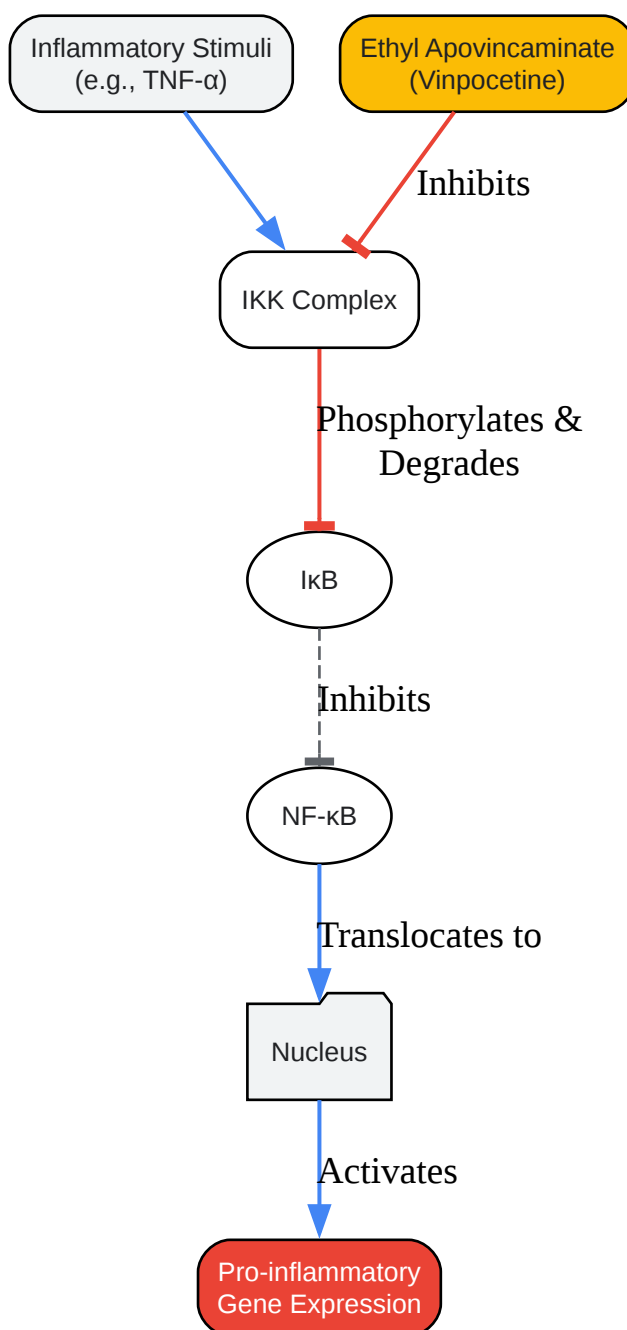 Inflammatory Stimuli
(e.g., TNF-α)
Ethyl Apovincaminate
(Vinpocetine)
Inhibits
IKK Complex
Phosphorylates &
Degrades
IκB
Inhibits
NF-κB
Translocates to
Nucleus
Activates
Pro-inflammatory
Gene Expression